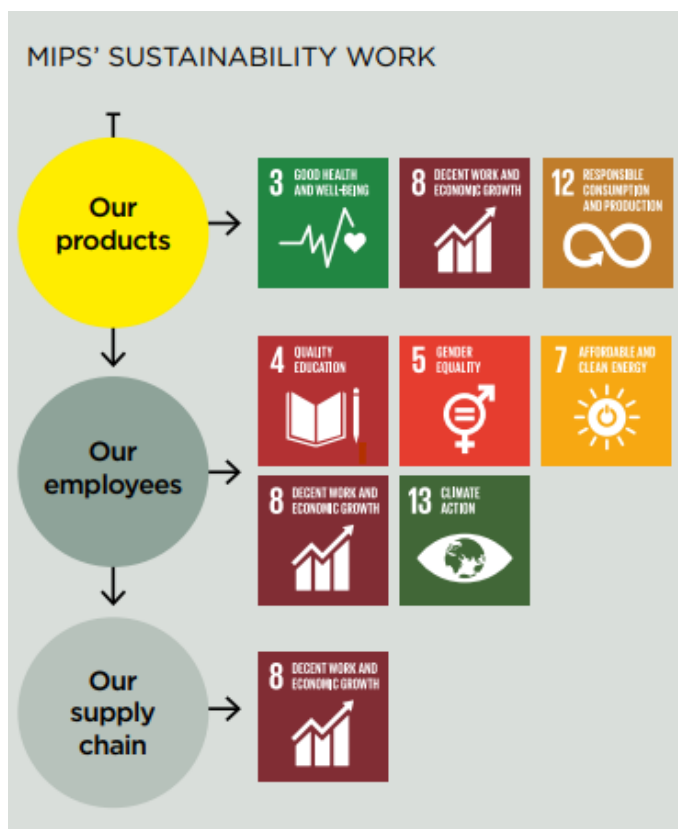 MIPS' SUSTAINABILITY WORK
Our
products
3 GOOD HEALTH
AND WELL-BEING
8 DECENT WORK AND
ECONOMIC GROWTH
12 RESPONSIBLE
CONSUMPTION
AND PRODUCTION
Our
employees
4 QUALITY
EDUCATION
5 GENDER
EQUALITY
7 AFFORDABLE AND
CLEAN ENERGY
8 DECENT WORK AND
ECONOMIC GROWTH
13 CLIMATE
ACTION
Our
supply
chain
8 DECENT WORK AND
ECONOMIC GROWTH